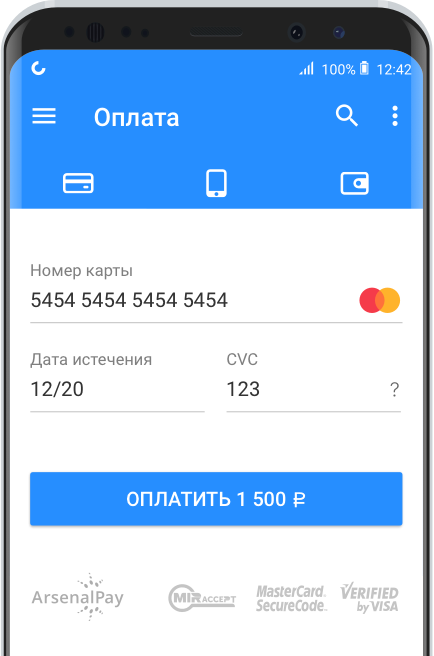 100% 12:42
Оплата
Номер карты
5454 5454 5454 5454
Дата истечения CVC
12/20 123 ?
ОПЛАТИТЬ 1 500 ₽
ArsenalPay MIR ACCEPT MasterCard. SecureCode. VERIFIED by VISA